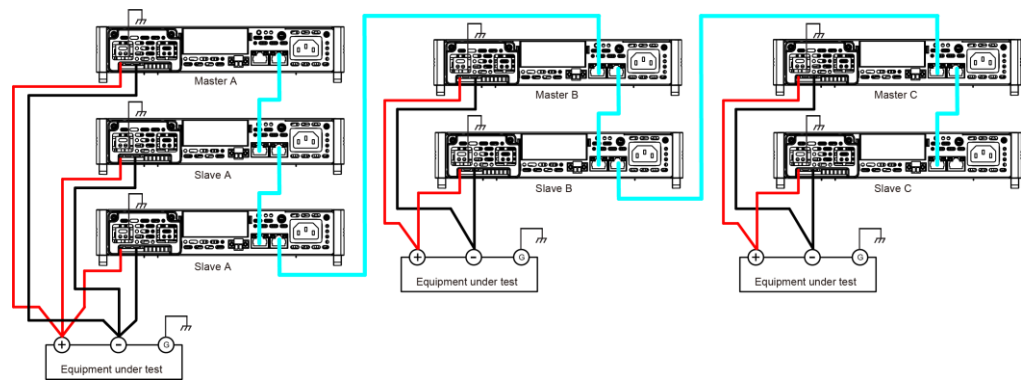 Master A
Slave A
Slave A
+ − G
Equipment under test
Master B
Slave B
+ − G
Equipment under test
Master C
Slave C
+ − G
Equipment under test